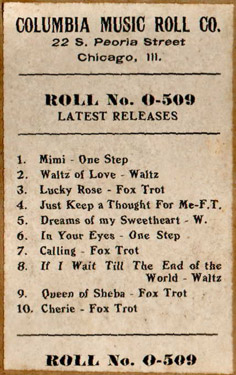 COLUMBIA MUSIC ROLL CO.
22 S. Peoria Street
Chicago, Ill.
ROLL No. O-509
LATEST RELEASES
1. Mimi - One Step
2. Waltz of Love - Waltz
3. Lucky Rose - Fox Trot
4. Just Keep a Thought For Me-F.T.
5. Dreams of my Sweetheart - W.
6. In Your Eyes - One Step
7. Calling - Fox Trot
8. If I Wait Till The End of the
World - Waltz
9. Queen of Sheba - Fox Trot
10. Cherie - Fox Trot
ROLL No. O-509